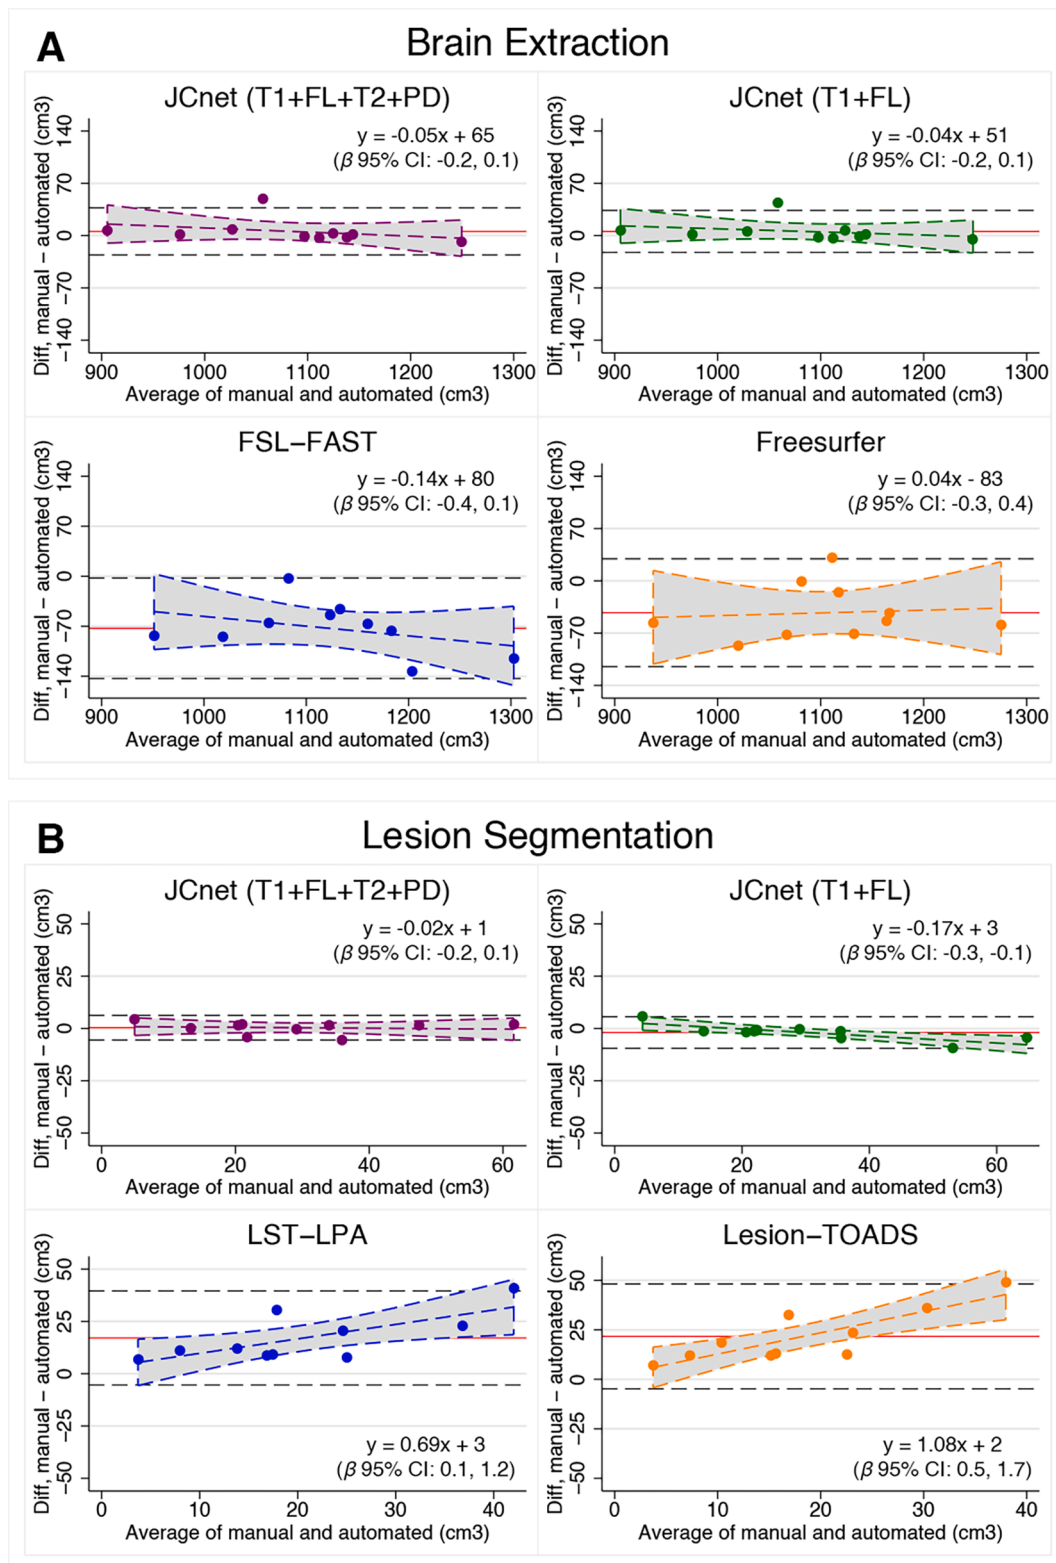 A
Brain Extraction
JCnet (T1+FL+T2+PD)
y = -0.05x + 65
(β 95% CI: -0.2, 0.1)
Diff, manual − automated (cm3)
140
70
0
−70
−140
900 1000 1100 1200 1300
Average of manual and automated (cm3)
JCnet (T1+FL)
y = -0.04x + 51
(β 95% CI: -0.2, 0.1)
Diff, manual − automated (cm3)
140
70
0
−70
−140
900 1000 1100 1200 1300
Average of manual and automated (cm3)
FSL−FAST
y = -0.14x + 80
(β 95% CI: -0.4, 0.1)
Diff, manual − automated (cm3)
140
70
0
−70
−140
900 1000 1100 1200 1300
Average of manual and automated (cm3)
Freesurfer
y = 0.04x - 83
(β 95% CI: -0.3, 0.4)
Diff, manual − automated (cm3)
140
70
0
−70
−140
900 1000 1100 1200 1300
Average of manual and automated (cm3)
B
Lesion Segmentation
JCnet (T1+FL+T2+PD)
y = -0.02x + 1
(β 95% CI: -0.2, 0.1)
Diff, manual − automated (cm3)
50
25
0
−25
−50
0 20 40 60
Average of manual and automated (cm3)
JCnet (T1+FL)
y = -0.17x + 3
(β 95% CI: -0.3, -0.1)
Diff, manual − automated (cm3)
50
25
0
−25
−50
0 20 40 60
Average of manual and automated (cm3)
LST−LPA
Diff, manual − automated (cm3)
50
25
0
−25
−50
y = 0.69x + 3
(β 95% CI: 0.1, 1.2)
0 10 20 30 40
Average of manual and automated (cm3)
Lesion−TOADS
Diff, manual − automated (cm3)
50
25
0
−25
−50
y = 1.08x + 2
(β 95% CI: 0.5, 1.7)
0 10 20 30 40
Average of manual and automated (cm3)